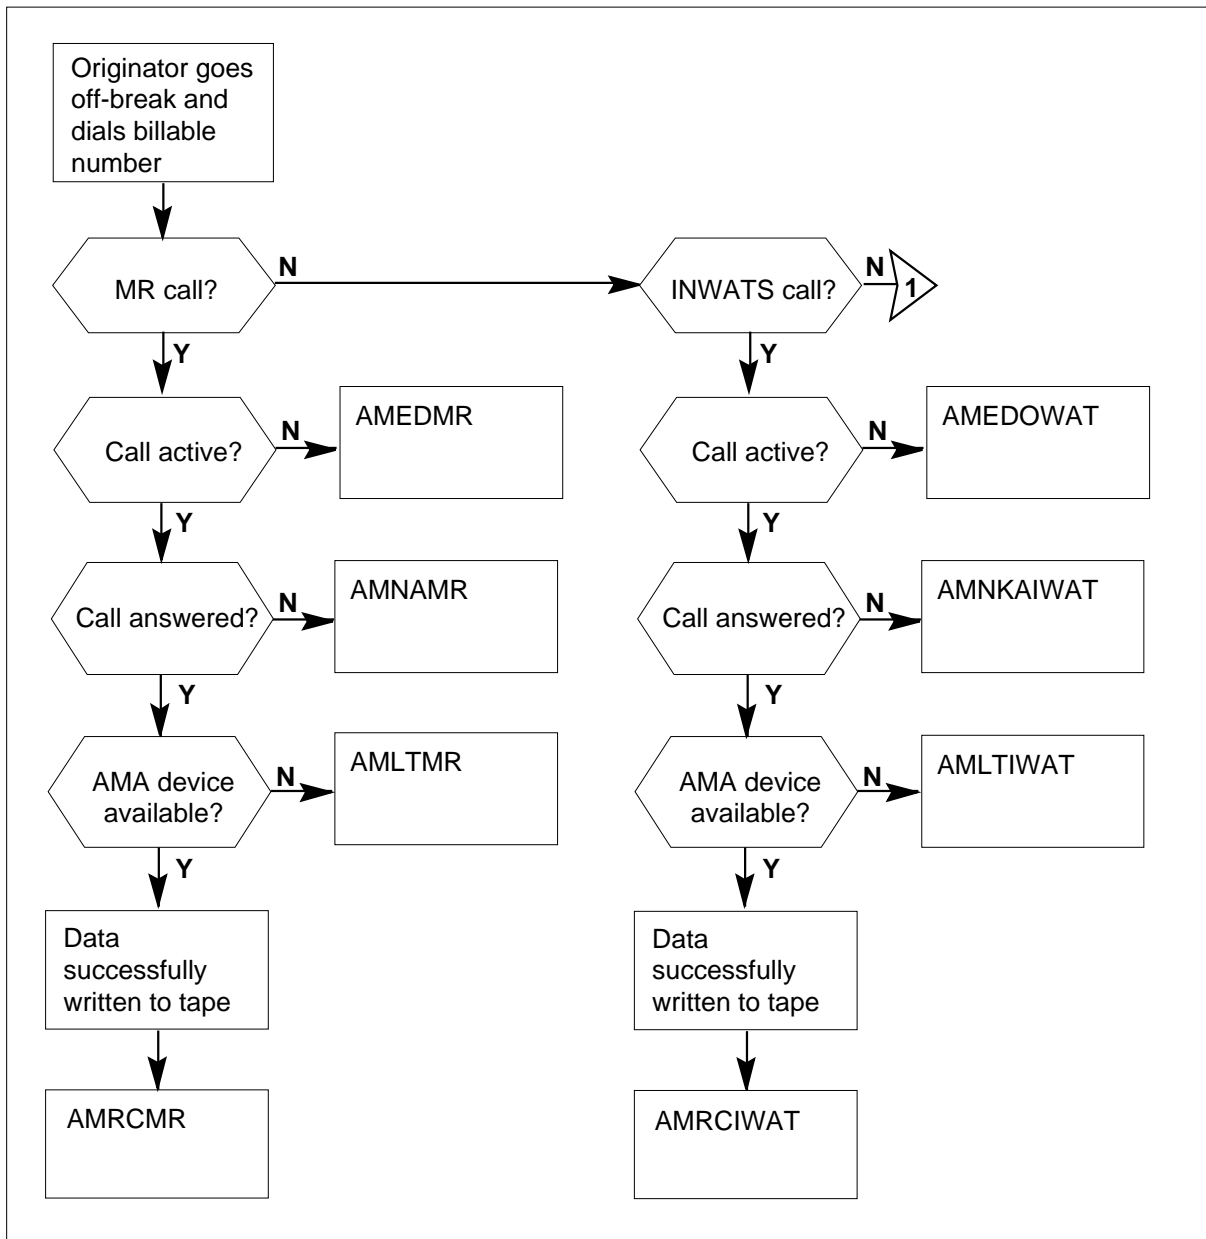 Originator goes
off-break and
dials billable
number
MR call?
N
INWATS call?
N
1
Y
Y
Call active?
N
AMEDMR
Call active?
N
AMEDOWAT
Y
Y
Call answered?
N
AMNAMR
Call answered?
N
AMNKAIWAT
Y
Y
AMA device
available?
N
AMLTMR
AMA device
available?
N
AMLTIWAT
Y
Y
Data
successfully
written to tape
Data
successfully
written to tape
AMRCMR
AMRCIWAT